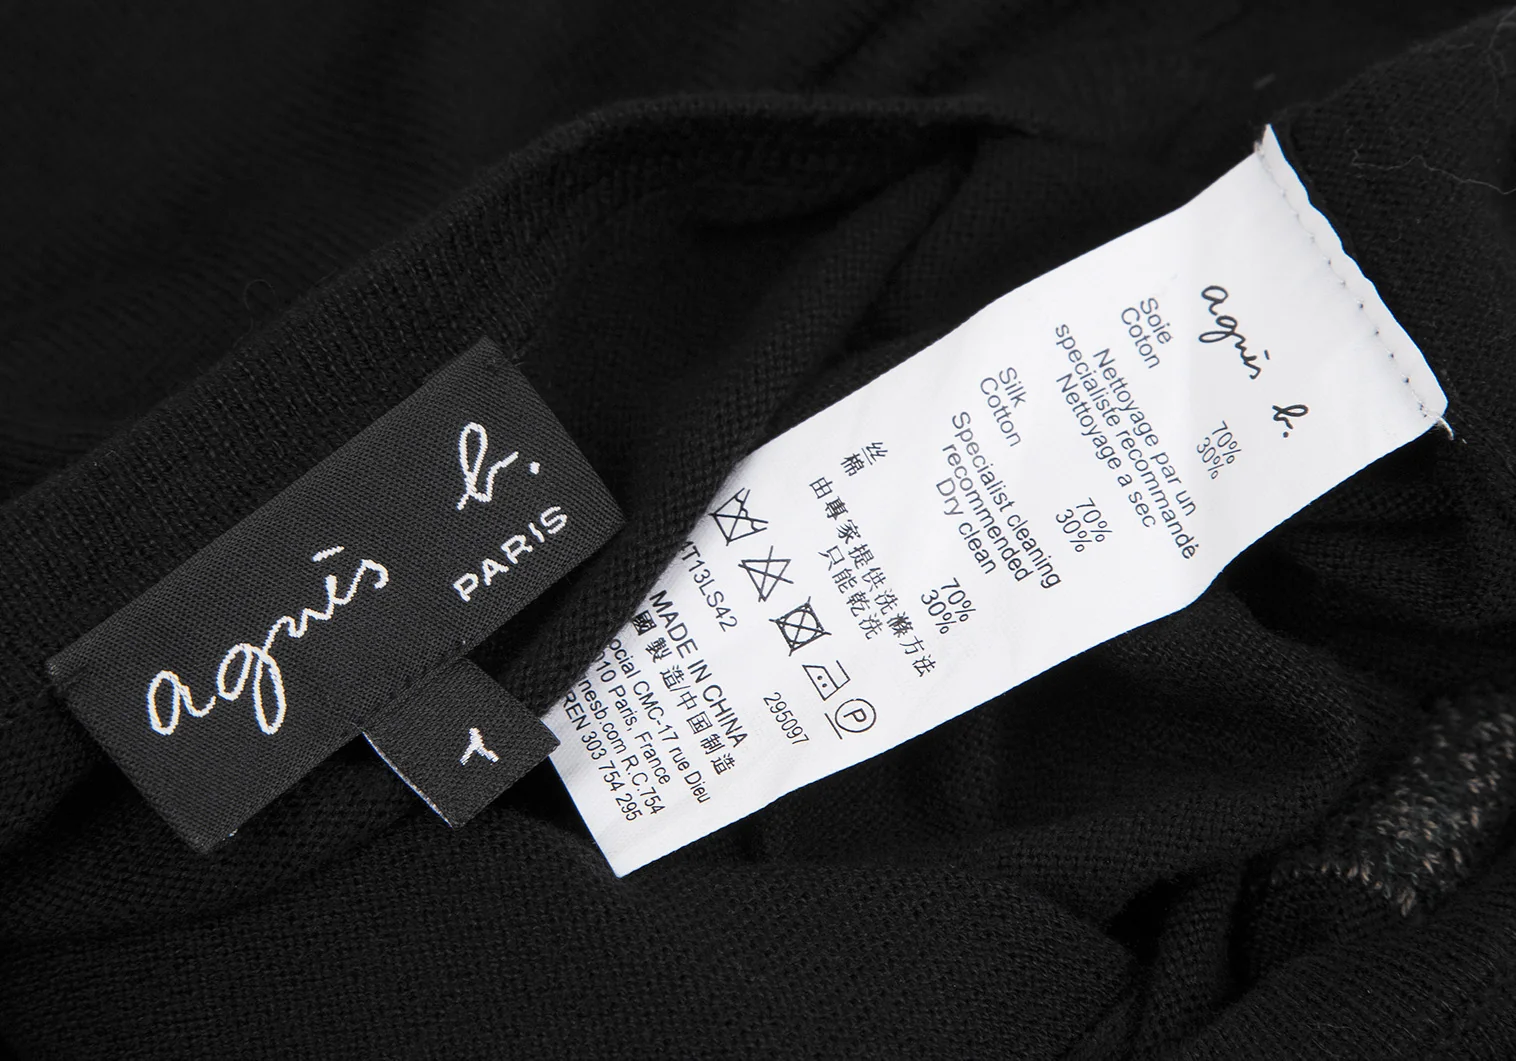 agnès b.
PARIS
1
agnès b.
Soie 70%
Coton 30%
Nettoyage par un
specialiste recommandé
Nettoyage a sec
Silk 70%
Cotton 30%
Specialist cleaning
recommended
Dry clean
丝 70%
棉 30%
由專家提供洗滌方法
只能乾洗
295097
4T13LS42
MADE IN CHINA
國製造/中国制造
ocial CMC-17 rue Dieu
010 Paris, France
nesb.com R.C.754
REN 303 754 295